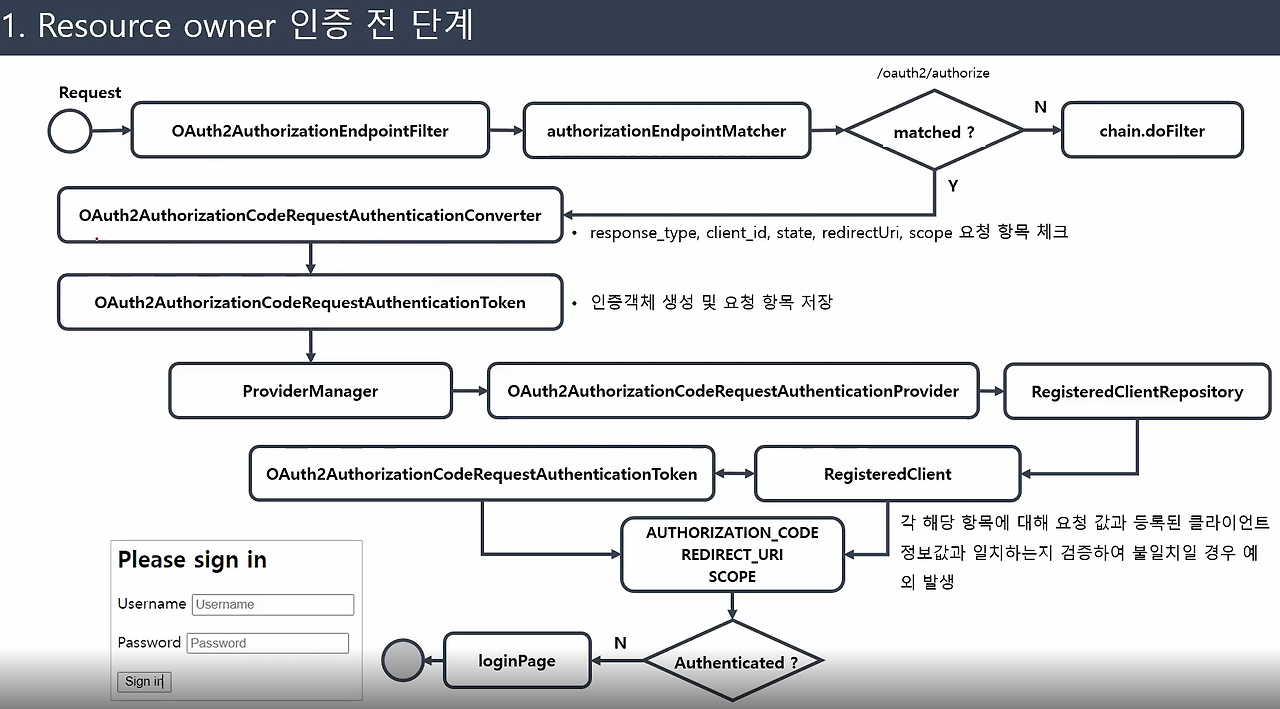 1. Resource owner 인증 전 단계
/oauth2/authorize
Request
OAuth2AuthorizationEndpointFilter
authorizationEndpointMatcher
matched ?
N
chain.doFilter
Y
OAuth2AuthorizationCodeRequestAuthenticationConverter
• response_type, client_id, state, redirectUri, scope 요청 항목 체크
OAuth2AuthorizationCodeRequestAuthenticationToken
• 인증객체 생성 및 요청 항목 저장
ProviderManager
OAuth2AuthorizationCodeRequestAuthenticationProvider
RegisteredClientRepository
OAuth2AuthorizationCodeRequestAuthenticationToken
RegisteredClient
각 해당 항목에 대해 요청 값과 등록된 클라이언트
정보값과 일치하는지 검증하여 불일치일 경우 예
외 발생
AUTHORIZATION_CODE
REDIRECT_URI
SCOPE
Please sign in
Username Username
Password Password
Sign in
loginPage
N
Authenticated ?